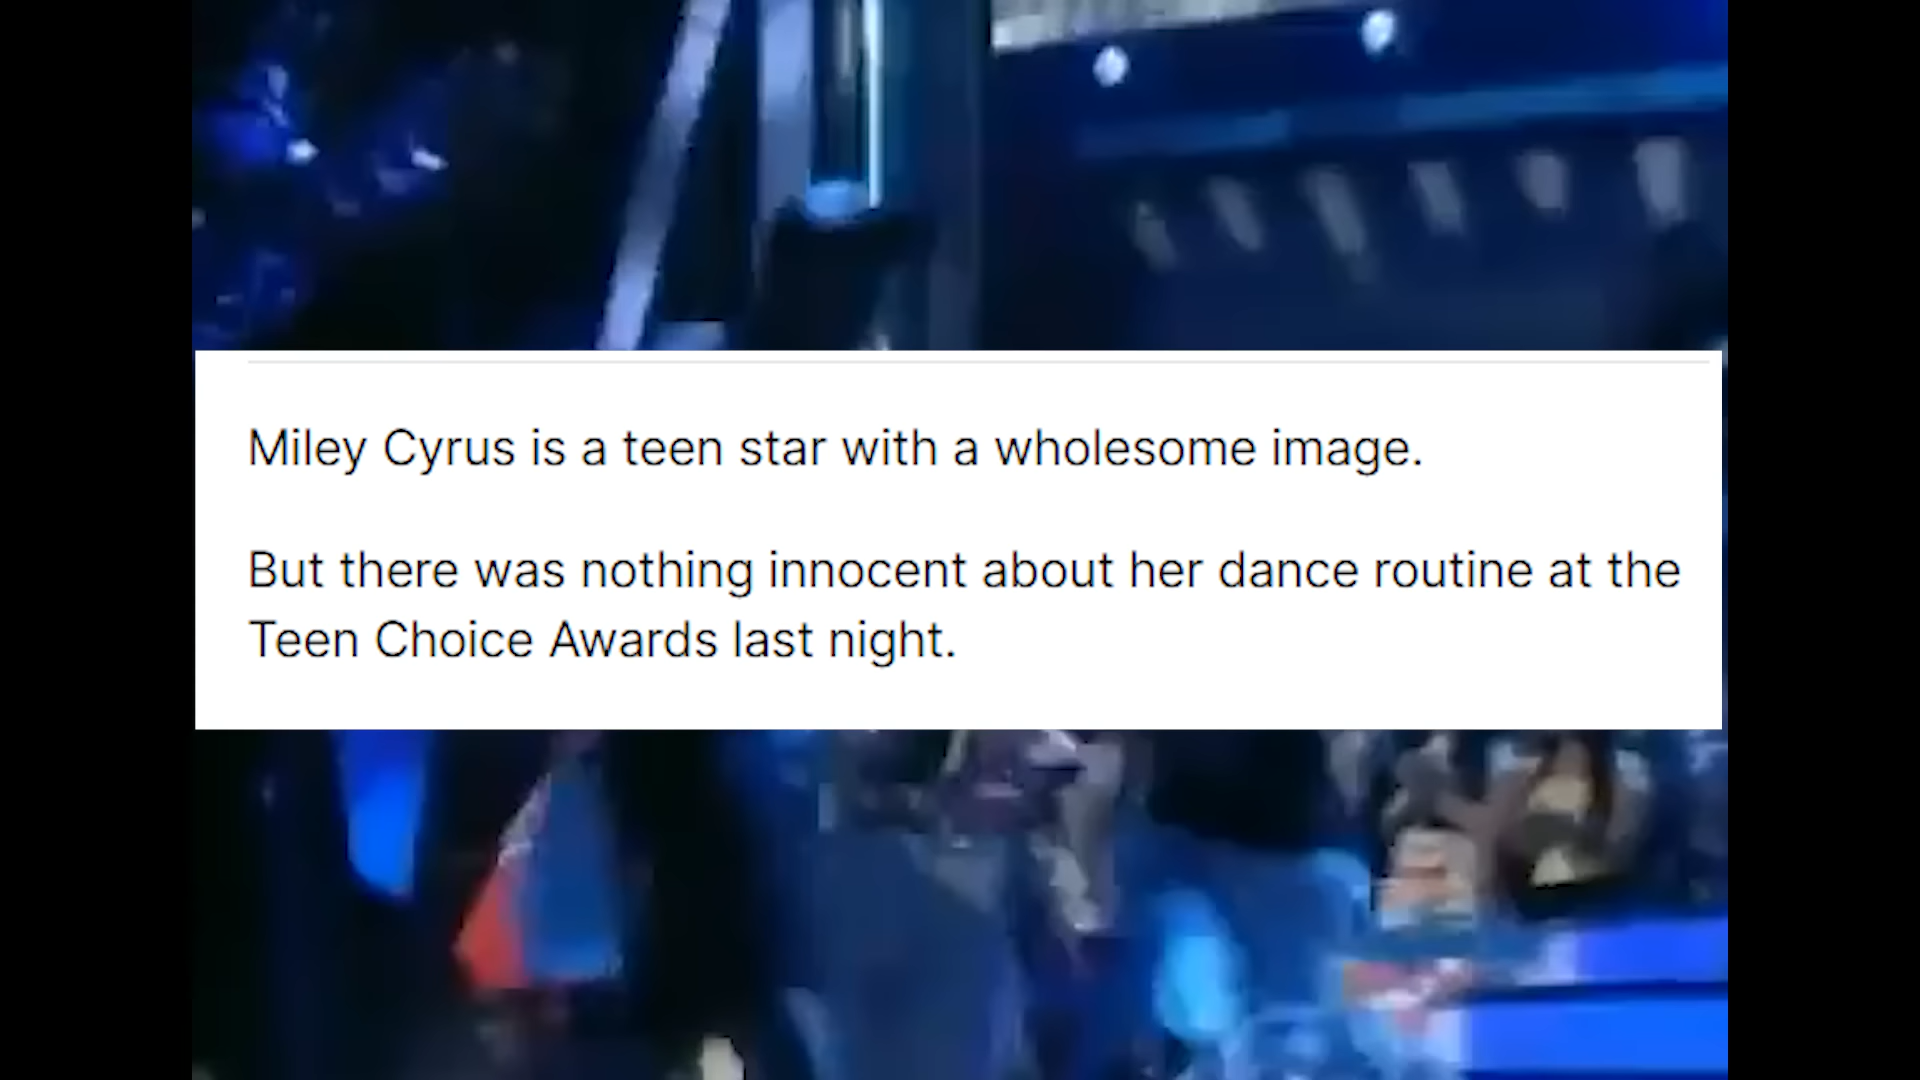 Miley Cyrus is a teen star with a wholesome image.
But there was nothing innocent about her dance routine at the
Teen Choice Awards last night.